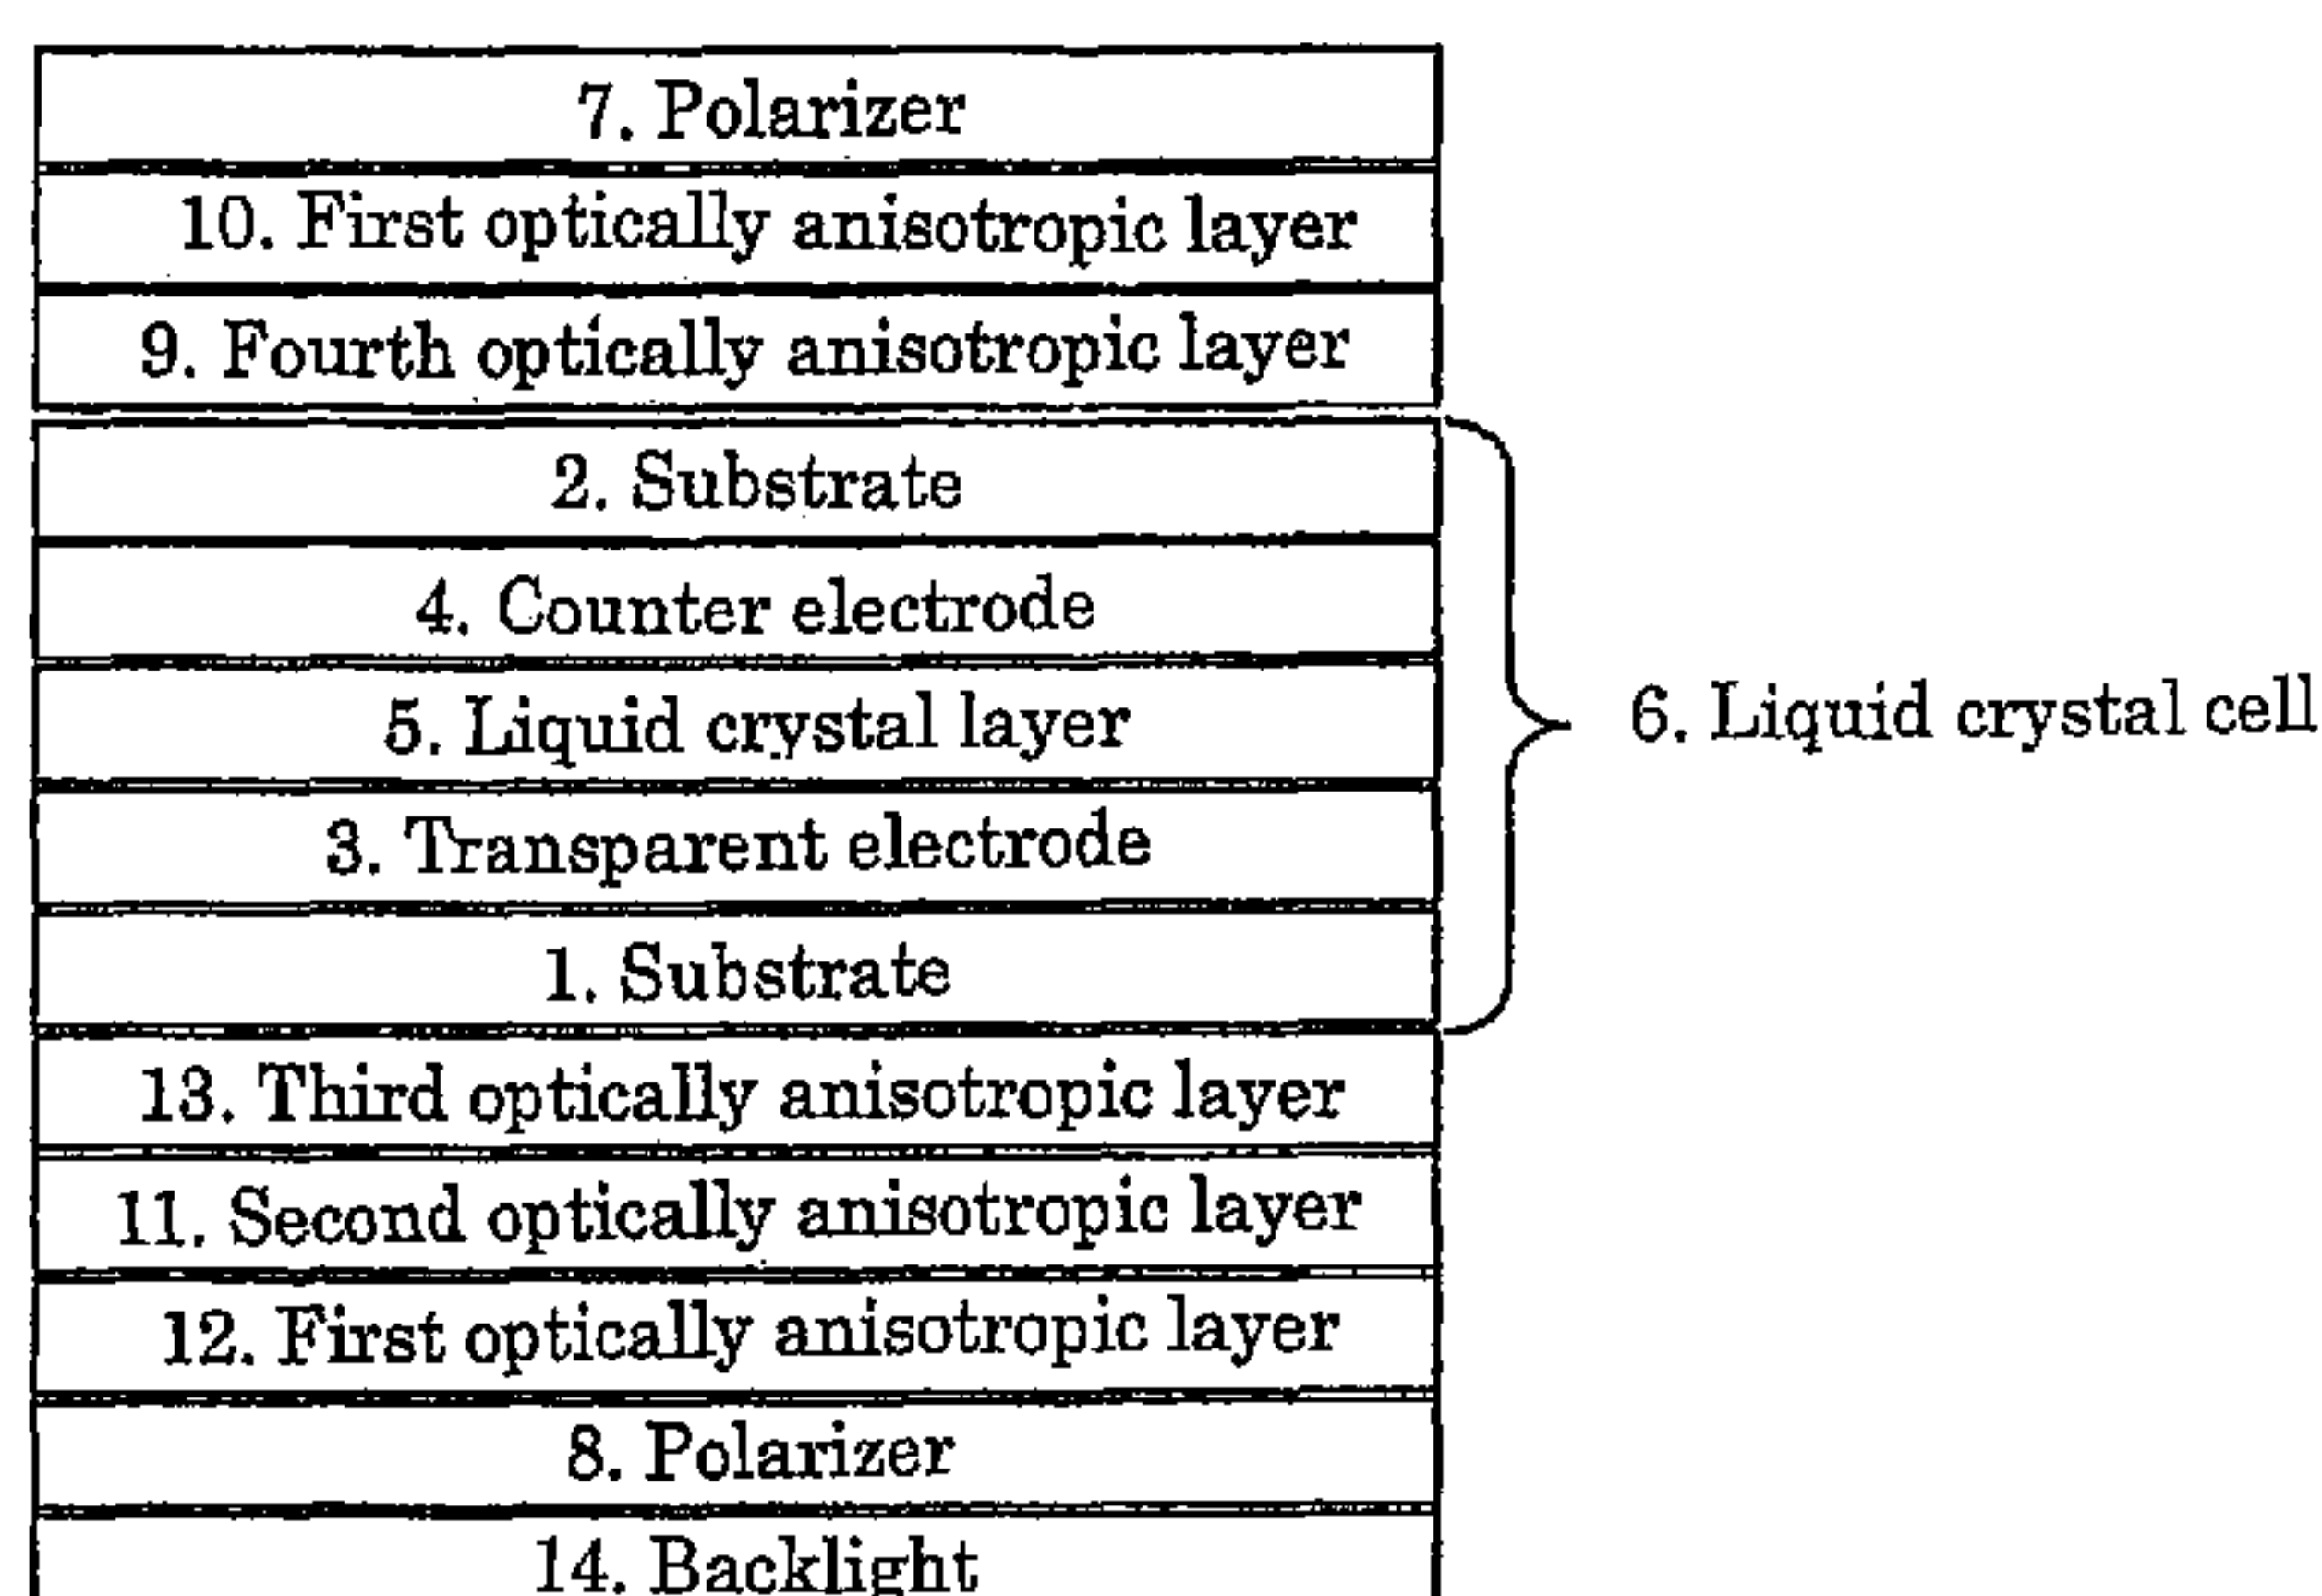 7. Polarizer
10. First optically anisotropic layer
9. Fourth optically anisotropic layer
2. Substrate
4. Counter electrode
5. Liquid crystal layer
6. Liquid crystal cell
3. Transparent electrode
1. Substrate
13. Third optically anisotropic layer
11. Second optically anisotropic layer
12. First optically anisotropic layer
8. Polarizer
14. Backlight